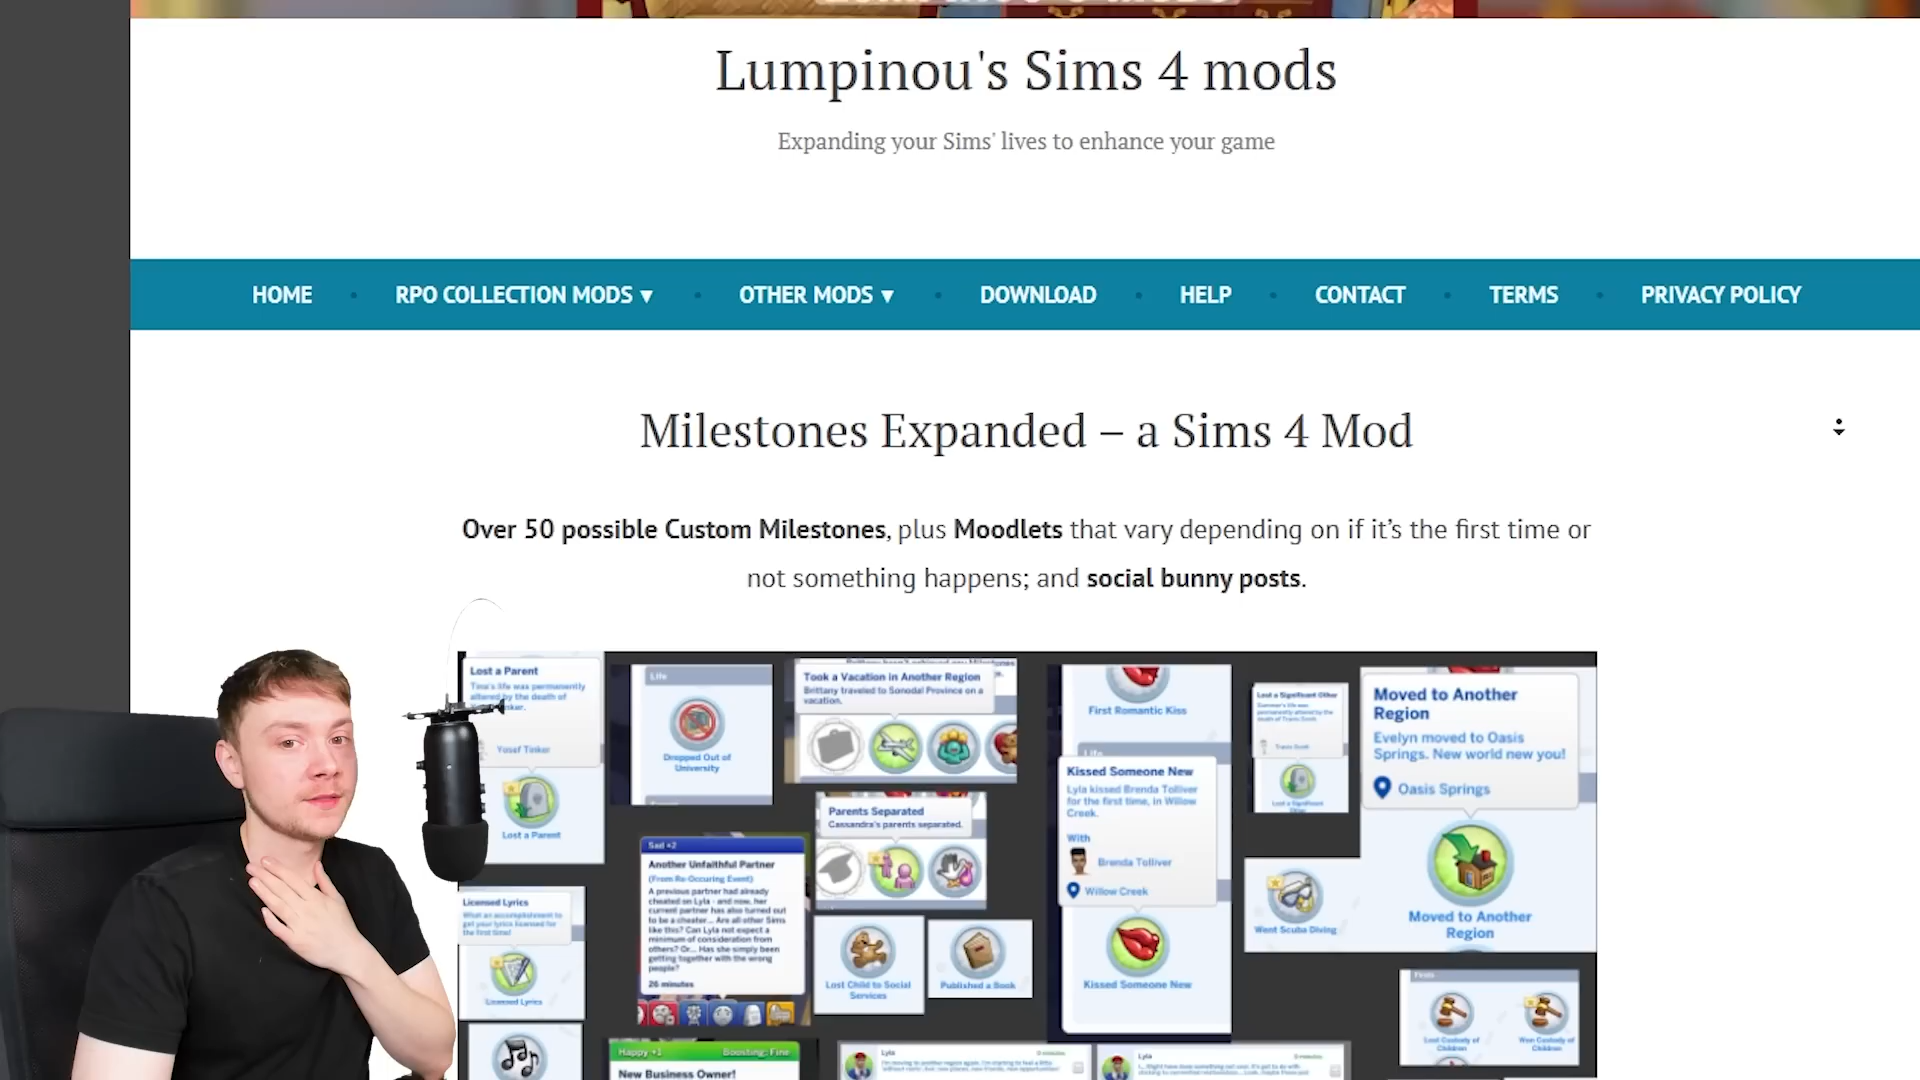 Lumpinou's Sims 4 mods
Expanding your Sims' lives to enhance your game
HOME
RPO COLLECTION MODS ▼
OTHER MODS ▼
DOWNLOAD
HELP
CONTACT
TERMS
PRIVACY POLICY
Milestones Expanded – a Sims 4 Mod
Over 50 possible Custom Milestones, plus Moodlets that vary depending on if it's the first time or
not something happens; and social bunny posts.
Lost a Parent
Tina's life was permanently
altered by the death of
Yusuf Tinker
Lost a Parent
Life
Dropped Out of
University
Took a Vacation in Another Region
Brittany traveled to Sonodal Province on a
vacation.
Parents Separated
Cassandra's parents separated.
First Romantic Kiss
Life
Kissed Someone New
Lyla kissed Brenda Tolliver
for the first time, in Willow
Creek.
With
Brenda Tolliver
Willow Creek
Kissed Someone New
Lost a Significant Other
Moved to Another
Region
Evelyn moved to Oasis
Springs. New world new you!
Oasis Springs
Moved to Another
Region
Sad +2
Another Unfaithful Partner
(From Re-Occuring Event)
A previous partner had already
cheated on Lyla - and now, her
current partner has also turned out
to be a cheater... Are all other Sims
like this? Can Lyla not expect a
minimum of consideration from
others? Or... Has she simply been
getting together with the wrong
people?
26 minutes
Licensed Lyrics
What an accomplishment to
get your lyrics licensed for
the first time!
Licensed Lyrics
Lost Child to Social
Services
Published a Book
Went Scuba Diving
Firsts
Lost Custody of
Children
Won Custody of
Children
Happy +1
Boosting: Fine
New Business Owner!
Lyla
Lyla